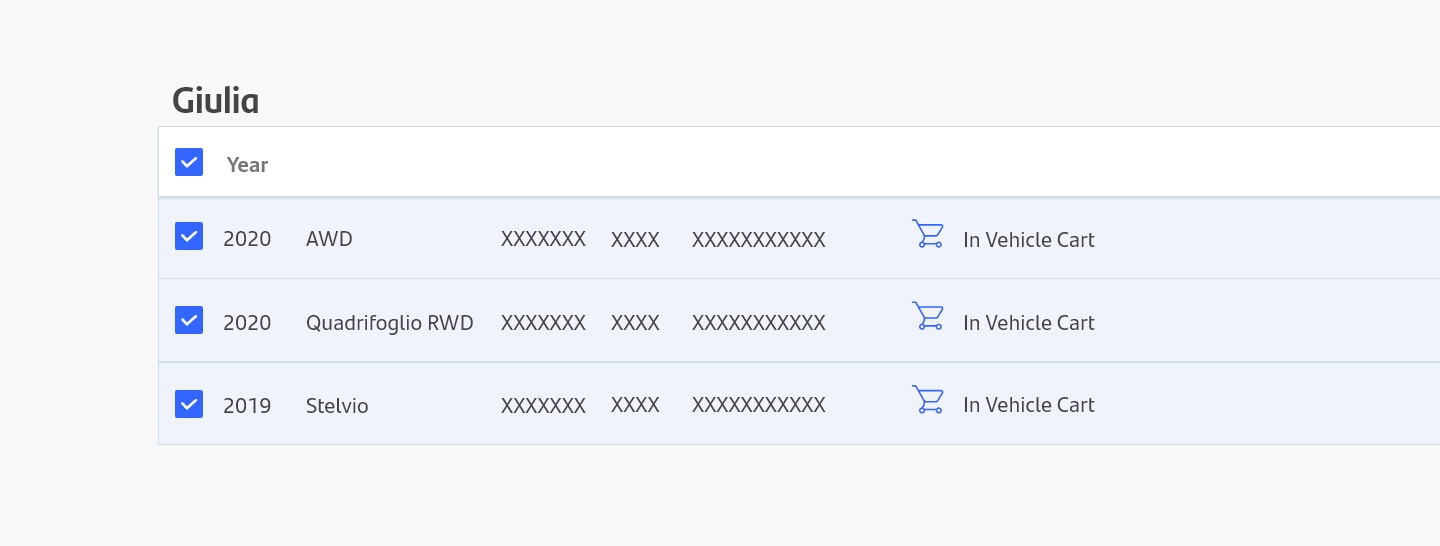 Giulia
Year
2020 AWD XXXXXXX XXXX XXXXXXXXXXX In Vehicle Cart
2020 Quadrifoglio RWD XXXXXXX XXXX XXXXXXXXXXX In Vehicle Cart
2019 Stelvio XXXXXXX XXXX XXXXXXXXXXX In Vehicle Cart